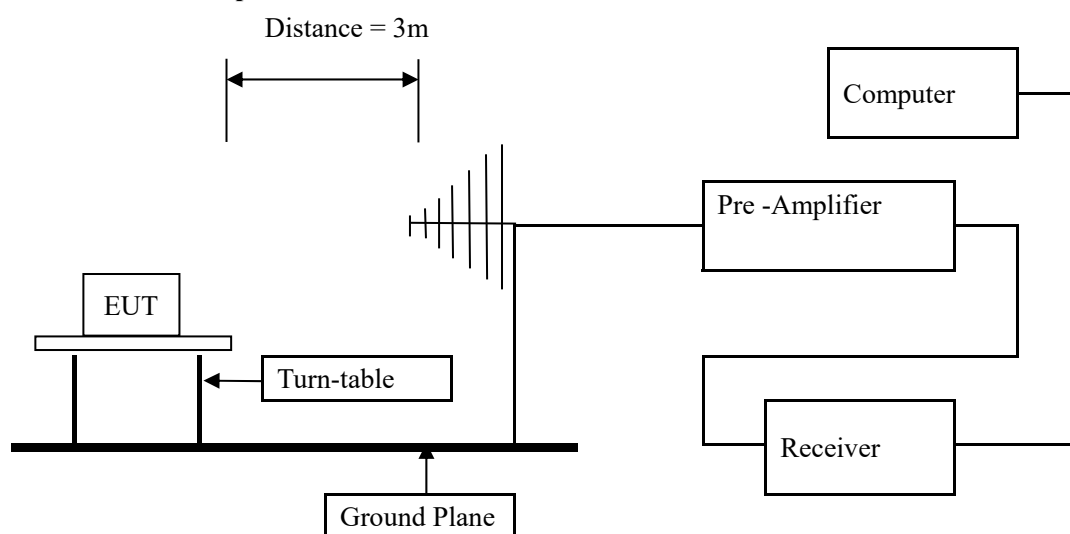 Distance = 3m
Computer
Pre -Amplifier
EUT
Turn-table
Receiver
Ground Plane